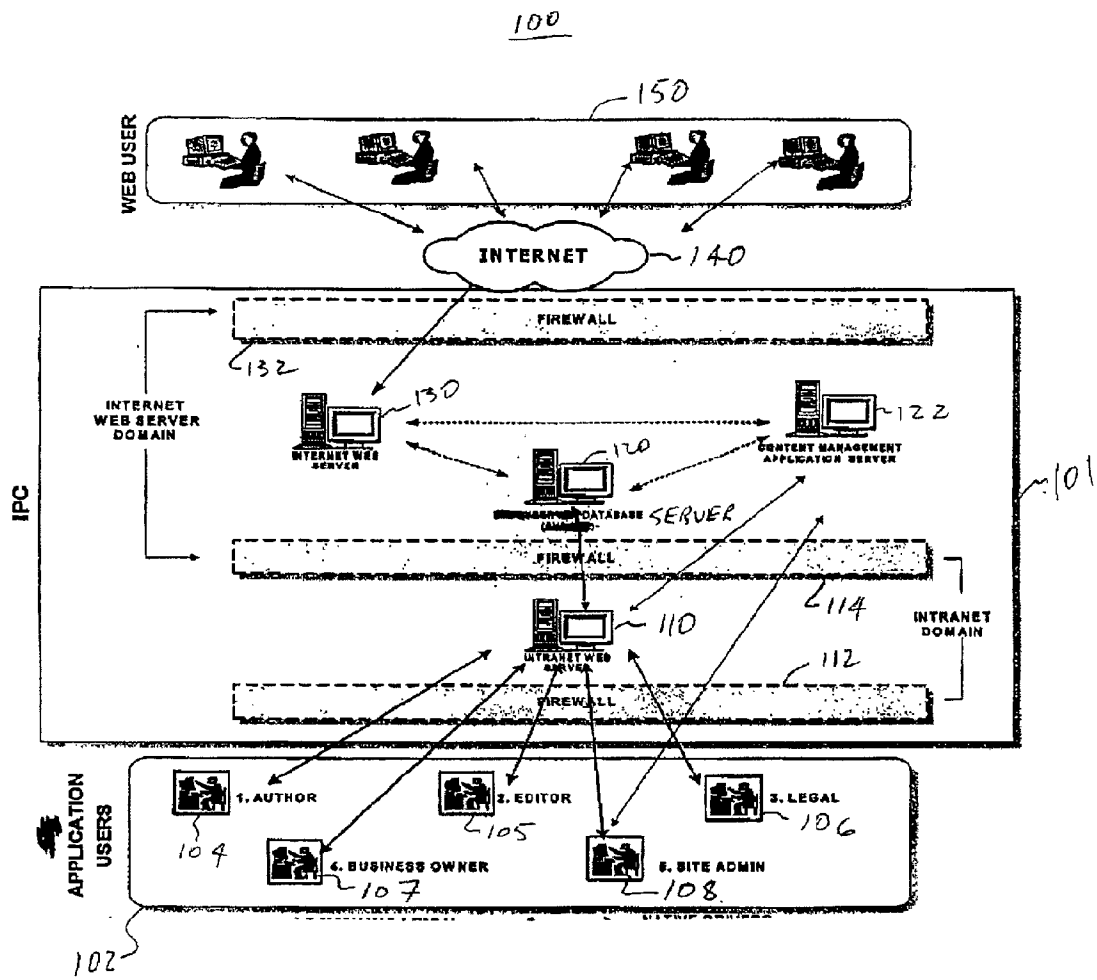 100
150
WEB USER
INTERNET
140
FIREWALL
132
INTERNET
WEB SERVER
DOMAIN
130
INTERNET WEB
SERVER
122
CONTENT MANAGEMENT
APPLICATION SERVER
120
DATABASE
SERVER
101
IPC
FIREWALL
114
INTRANET
DOMAIN
110
INTRANET WEB
SERVER
112
FIREWALL
APPLICATION
USERS
1. AUTHOR
104
2. EDITOR
105
3. LEGAL
106
4. BUSINESS OWNER
107
5. SITE ADMIN
108
102